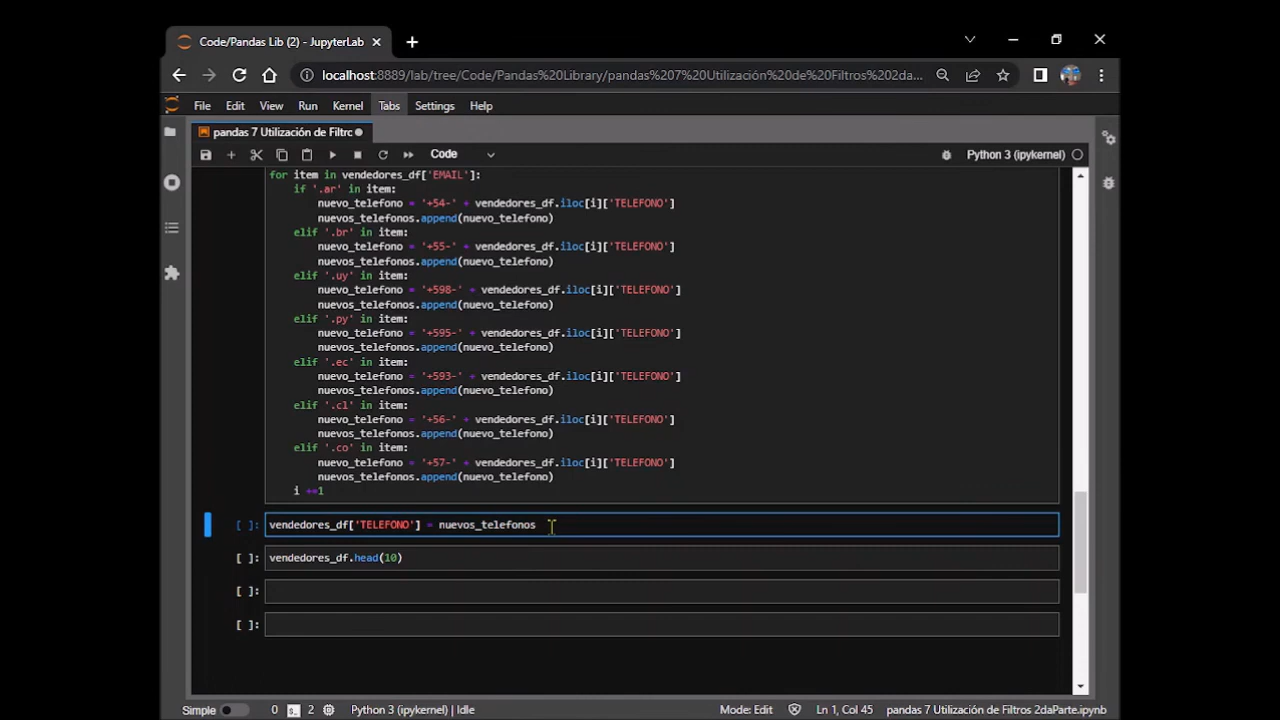 Code/Pandas Lib (2) - JupyterLab
localhost:8889/lab/tree/Code/Pandas%20Library/pandas%207%20Utilización%20de%20Filtros%202da...
File Edit View Run Kernel Tabs Settings Help
pandas 7 Utilización de Filtrc
Code
Python 3 (ipykernel)
for item in vendedores_df['EMAIL']:
if '.ar' in item:
nuevo_telefono = '+54-' + vendedores_df.iloc[i]['TELEFONO']
nuevos_telefonos.append(nuevo_telefono)
elif '.br' in item:
nuevo_telefono = '+55-' + vendedores_df.iloc[i]['TELEFONO']
nuevos_telefonos.append(nuevo_telefono)
elif '.uy' in item:
nuevo_telefono = '+598-' + vendedores_df.iloc[i]['TELEFONO']
nuevos_telefonos.append(nuevo_telefono)
elif '.py' in item:
nuevo_telefono = '+595-' + vendedores_df.iloc[i]['TELEFONO']
nuevos_telefonos.append(nuevo_telefono)
elif '.ec' in item:
nuevo_telefono = '+593-' + vendedores_df.iloc[i]['TELEFONO']
nuevos_telefonos.append(nuevo_telefono)
elif '.cl' in item:
nuevo_telefono = '+56-' + vendedores_df.iloc[i]['TELEFONO']
nuevos_telefonos.append(nuevo_telefono)
elif '.co' in item:
nuevo_telefono = '+57-' + vendedores_df.iloc[i]['TELEFONO']
nuevos_telefonos.append(nuevo_telefono)
i +=1
[ ]: vendedores_df['TELEFONO'] = nuevos_telefonos
[ ]: vendedores_df.head(10)
[ ]:
[ ]:
Simple 0 2 Python 3 (ipykernel) | Idle Mode: Edit Ln 1, Col 45 pandas 7 Utilización de Filtros 2daParte.ipynb